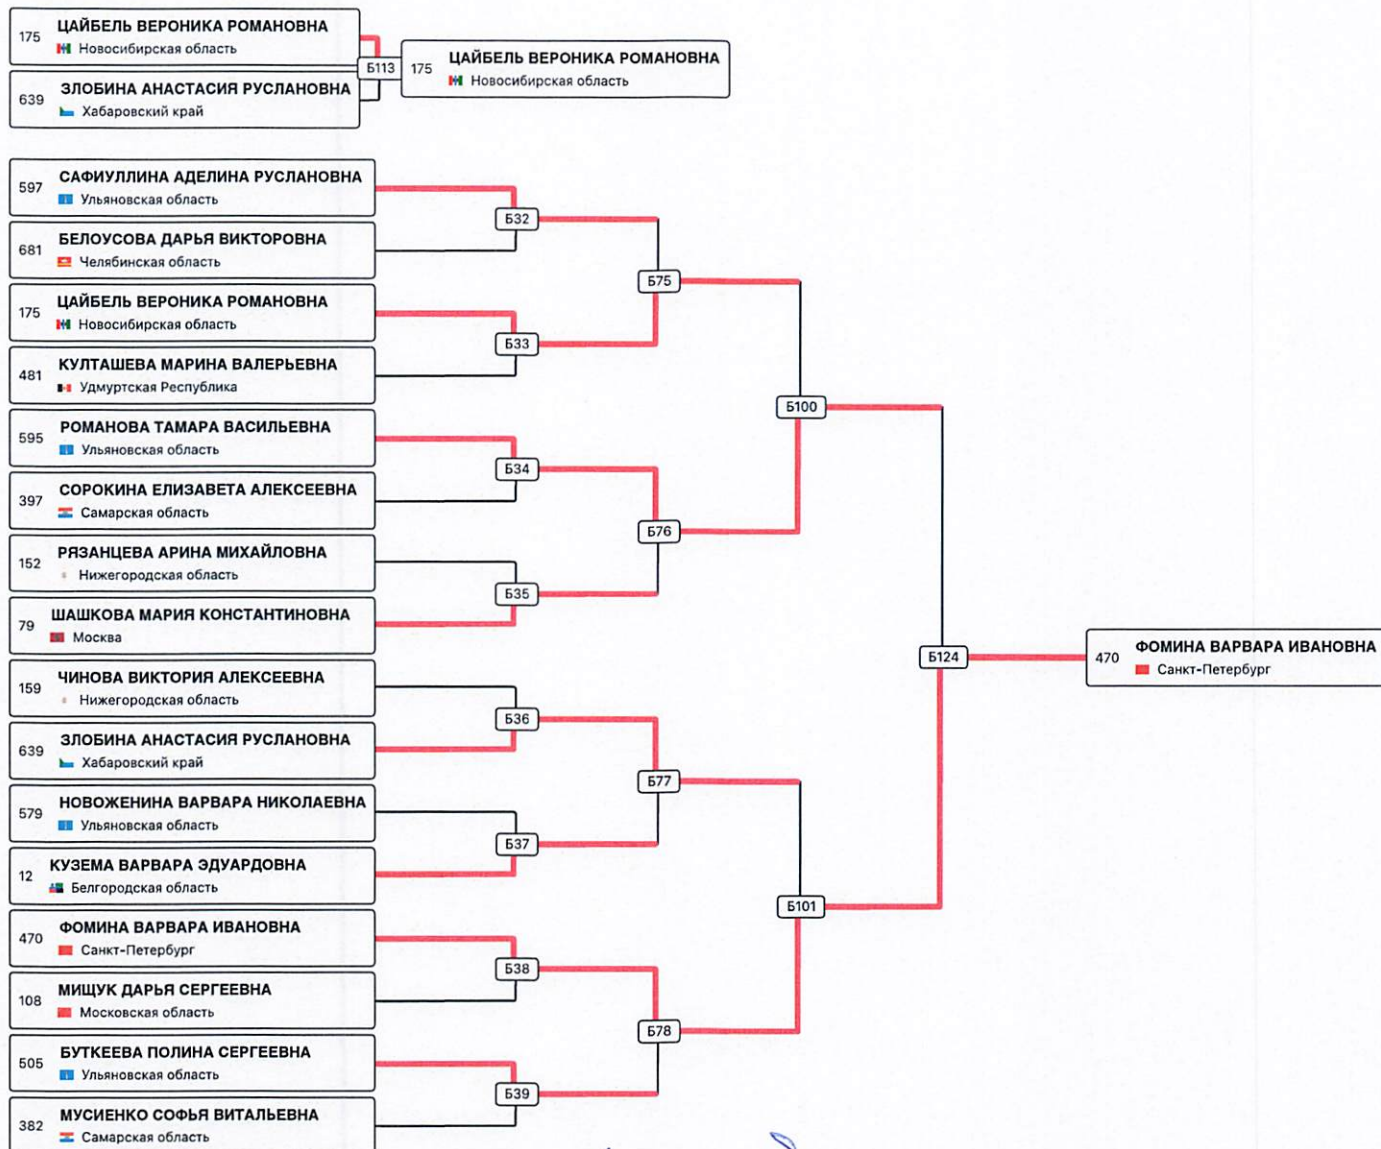 175 ЦАЙБЕЛЬ ВЕРОНИКА РОМАНОВНА
Новосибирская область
639 ЗЛОБИНА АНАСТАСИЯ РУСЛАНОВНА
Хабаровский край
Б113
175 ЦАЙБЕЛЬ ВЕРОНИКА РОМАНОВНА
Новосибирская область
597 САФИУЛЛИНА АДЕЛИНА РУСЛАНОВНА
Ульяновская область
Б32
681 БЕЛОУСОВА ДАРЬЯ ВИКТОРОВНА
Челябинская область
Б75
175 ЦАЙБЕЛЬ ВЕРОНИКА РОМАНОВНА
Новосибирская область
Б33
481 КУЛТАШЕВА МАРИНА ВАЛЕРЬЕВНА
Удмуртская Республика
Б100
595 РОМАНОВА ТАМАРА ВАСИЛЬЕВНА
Ульяновская область
Б34
397 СОРОКИНА ЕЛИЗАВЕТА АЛЕКСЕЕВНА
Самарская область
Б76
152 РЯЗАНЦЕВА АРИНА МИХАЙЛОВНА
Нижегородская область
Б35
79 ШАШКОВА МАРИЯ КОНСТАНТИНОВНА
Москва
Б124
470 ФОМИНА ВАРВАРА ИВАНОВНА
Санкт-Петербург
159 ЧИНОВА ВИКТОРИЯ АЛЕКСЕЕВНА
Нижегородская область
Б36
639 ЗЛОБИНА АНАСТАСИЯ РУСЛАНОВНА
Хабаровский край
Б77
579 НОВОЖЕНИНА ВАРВАРА НИКОЛАЕВНА
Ульяновская область
Б37
12 КУЗЕМА ВАРВАРА ЭДУАРДОВНА
Белгородская область
Б101
470 ФОМИНА ВАРВАРА ИВАНОВНА
Санкт-Петербург
Б38
108 МИЩУК ДАРЬЯ СЕРГЕЕВНА
Московская область
Б78
505 БУТКЕЕВА ПОЛИНА СЕРГЕЕВНА
Ульяновская область
Б39
382 МУСИЕНКО СОФЬЯ ВИТАЛЬЕВНА
Самарская область